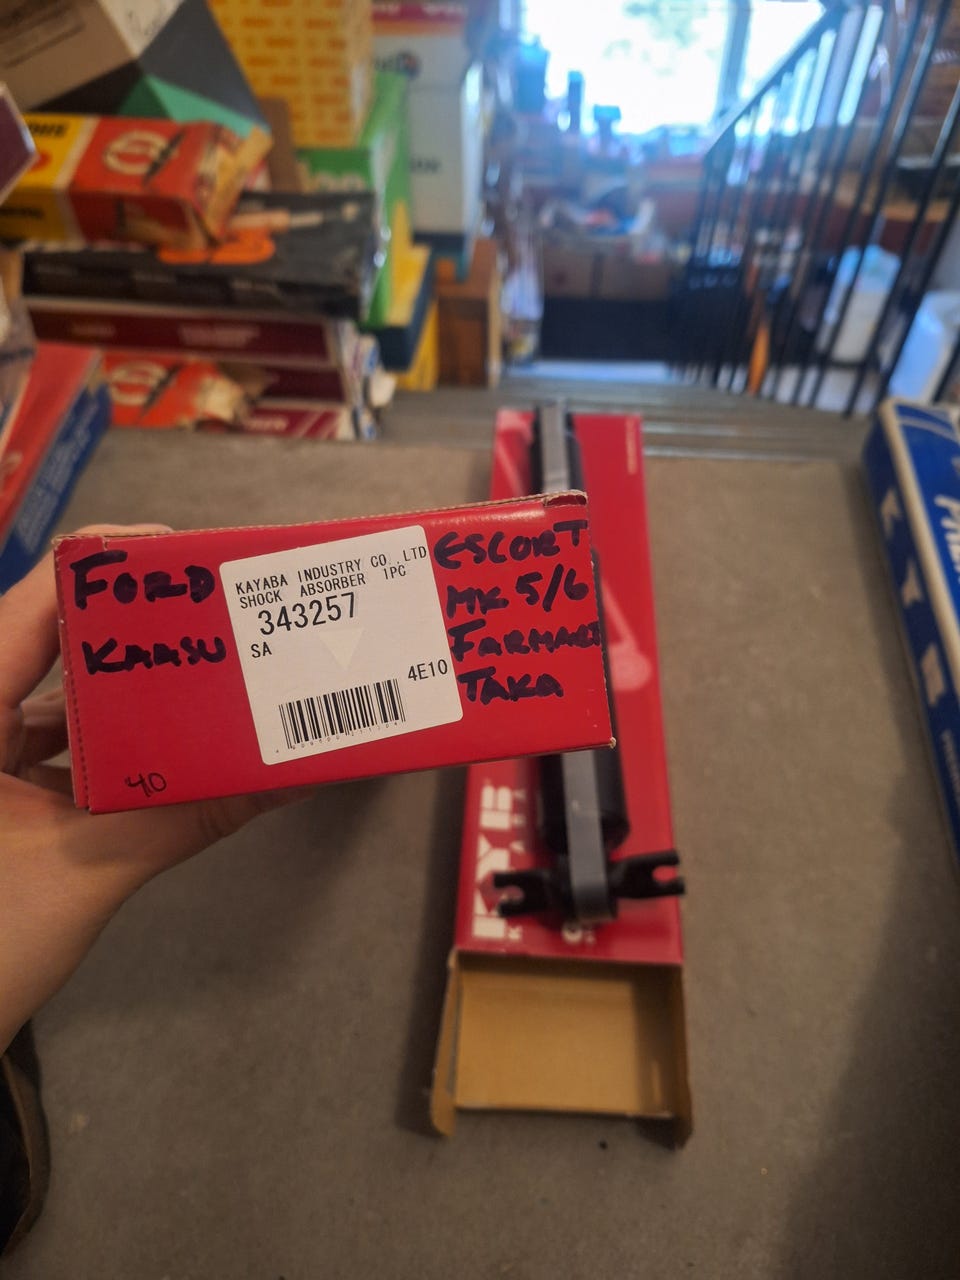 FORD
KAASU
40
KAYABA INDUSTRY CO.,LTD
SHOCK ABSORBER 1PC
343257
SA
4E10
ESCORT
MK 5/6
FARMARI
TAKA
KYB